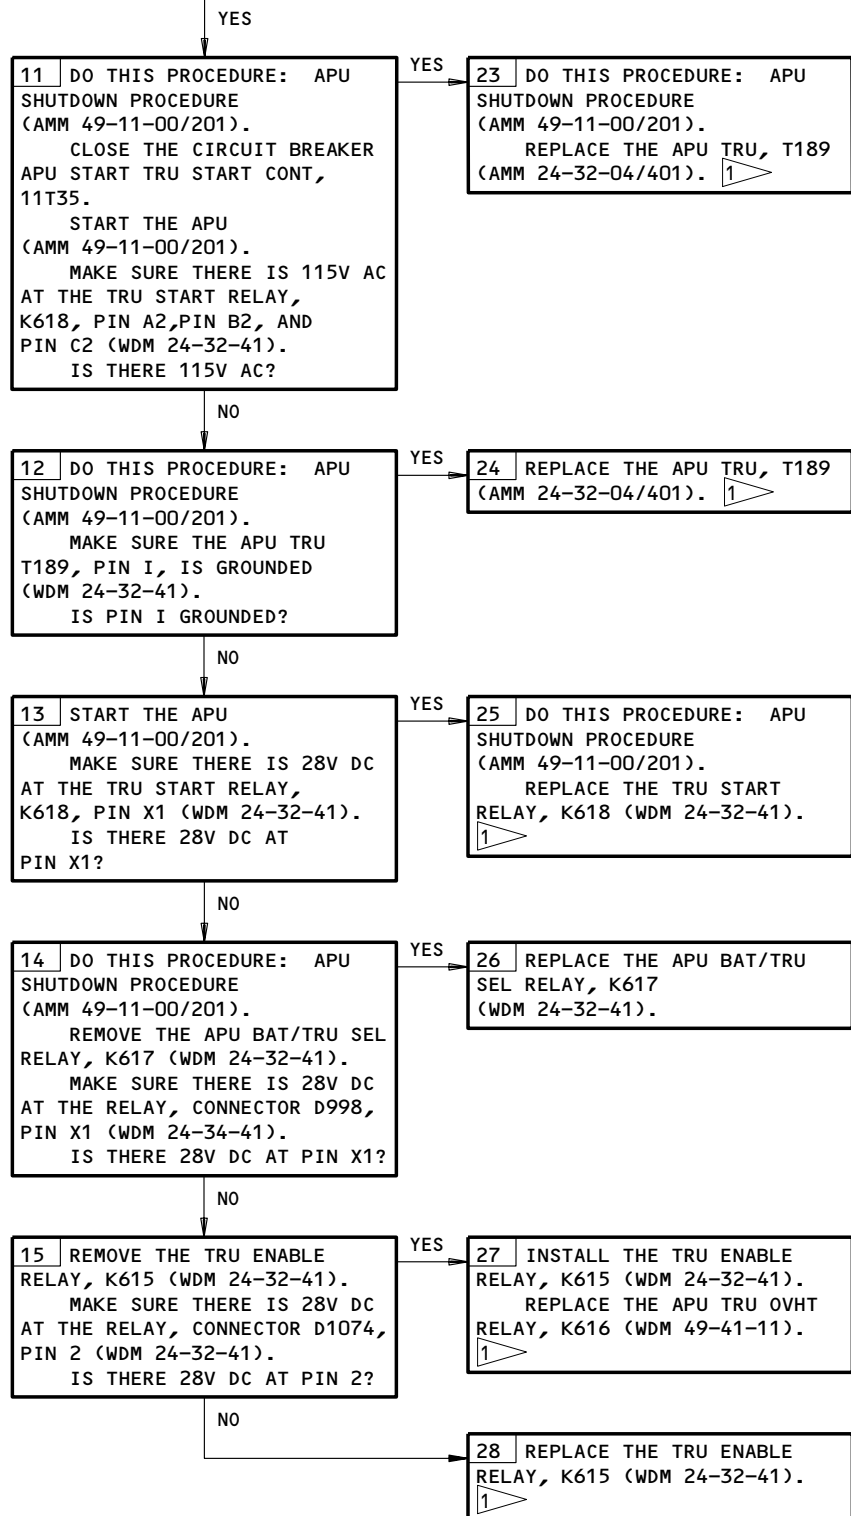 YES
11 DO THIS PROCEDURE: APU
SHUTDOWN PROCEDURE
(AMM 49-11-00/201).
CLOSE THE CIRCUIT BREAKER
APU START TRU START CONT,
11T35.
START THE APU
(AMM 49-11-00/201).
MAKE SURE THERE IS 115V AC
AT THE TRU START RELAY,
K618, PIN A2,PIN B2, AND
PIN C2 (WDM 24-32-41).
IS THERE 115V AC?
YES
23 DO THIS PROCEDURE: APU
SHUTDOWN PROCEDURE
(AMM 49-11-00/201).
REPLACE THE APU TRU, T189
(AMM 24-32-04/401). 1
NO
12 DO THIS PROCEDURE: APU
SHUTDOWN PROCEDURE
(AMM 49-11-00/201).
MAKE SURE THE APU TRU
T189, PIN I, IS GROUNDED
(WDM 24-32-41).
IS PIN I GROUNDED?
YES
24 REPLACE THE APU TRU, T189
(AMM 24-32-04/401). 1
NO
13 START THE APU
(AMM 49-11-00/201).
MAKE SURE THERE IS 28V DC
AT THE TRU START RELAY,
K618, PIN X1 (WDM 24-32-41).
IS THERE 28V DC AT
PIN X1?
YES
25 DO THIS PROCEDURE: APU
SHUTDOWN PROCEDURE
(AMM 49-11-00/201).
REPLACE THE TRU START
RELAY, K618 (WDM 24-32-41).
1
NO
14 DO THIS PROCEDURE: APU
SHUTDOWN PROCEDURE
(AMM 49-11-00/201).
REMOVE THE APU BAT/TRU SEL
RELAY, K617 (WDM 24-32-41).
MAKE SURE THERE IS 28V DC
AT THE RELAY, CONNECTOR D998,
PIN X1 (WDM 24-34-41).
IS THERE 28V DC AT PIN X1?
YES
26 REPLACE THE APU BAT/TRU
SEL RELAY, K617
(WDM 24-32-41).
NO
15 REMOVE THE TRU ENABLE
RELAY, K615 (WDM 24-32-41).
MAKE SURE THERE IS 28V DC
AT THE RELAY, CONNECTOR D1074,
PIN 2 (WDM 24-32-41).
IS THERE 28V DC AT PIN 2?
YES
27 INSTALL THE TRU ENABLE
RELAY, K615 (WDM 24-32-41).
REPLACE THE APU TRU OVHT
RELAY, K616 (WDM 49-41-11).
1
NO
28 REPLACE THE TRU ENABLE
RELAY, K615 (WDM 24-32-41).
1